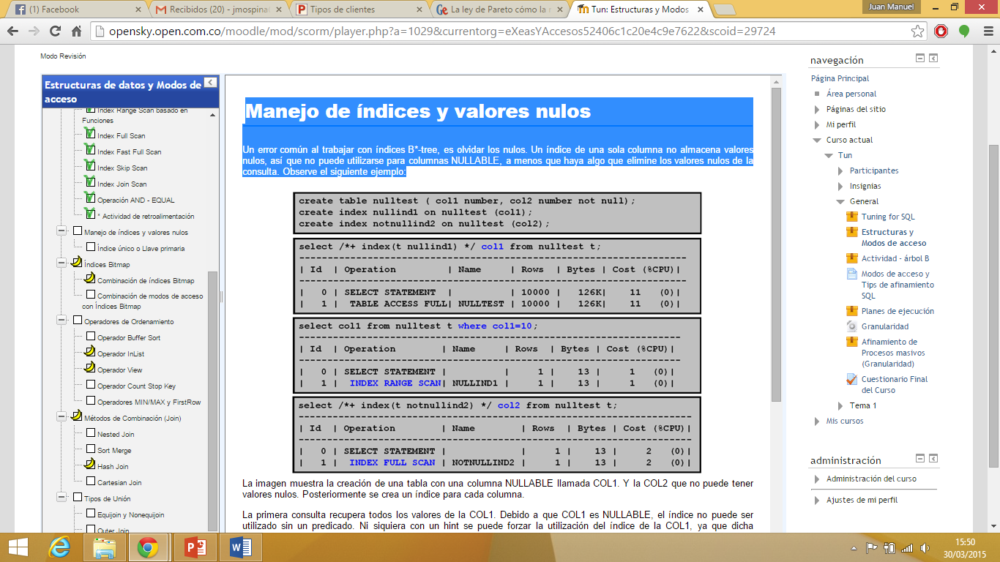 (1) Facebook
Recibidos (20) - jmospina
Tipos de clientes
La ley de Pareto cómo la
Tun: Estructuras y Modos
Juan Manuel
opensky.open.com.co/moodle/mod/scorm/player.php?a=1029&currentorg=eXeasYAccesos52406c1c20e4c9e7622&scoid=29724
Modo Revisión
Estructuras de datos y Modos de
acceso
Index Range Scan basado en
Funciones
Index Full Scan
Index Fast Full Scan
Index Skip Scan
Index Join Scan
Operación AND - EQUAL
* Actividad de retroalimentación
Manejo de índices y valores nulos
Índice único o Llave primaria
Índices Bitmap
Combinación de índices Bitmap
Combinación de modos de acceso
con Índices Bitmap
Operadores de Ordenamiento
Operador Buffer Sort
Operador InList
Operador View
Operador Count Stop Key
Operadores MIN/MAX y FirstRow
Métodos de Combinación (Join)
Nested Join
Sort Merge
Hash Join
Cartesian Join
Tipos de Unión
Equijoin y Nonequijoin
Outer Join
Manejo de índices y valores nulos
Un error común al trabajar con índices B*-tree, es olvidar los nulos. Un índice de una sola columna no almacena valores
nulos, así que no puede utilizarse para columnas NULLABLE, a menos que haya algo que elimine los valores nulos de la
consulta. Observe el siguiente ejemplo:
create table nulltest ( col1 number, col2 number not null);
create index nullind1 on nulltest (col1);
create index notnullind2 on nulltest (col2);
select /*+ index(t nullind1) */ col1 from nulltest t;
--------------------------------------------------------------------
| Id | Operation | Name | Rows | Bytes | Cost (%CPU)|
--------------------------------------------------------------------
| 0 | SELECT STATEMENT | | 10000 | 126K| 11 (0)|
| 1 | TABLE ACCESS FULL| NULLTEST | 10000 | 126K| 11 (0)|
select col1 from nulltest t where col1=10;
-------------------------------------------------------------------
| Id | Operation | Name | Rows | Bytes | Cost (%CPU)|
-------------------------------------------------------------------
| 0 | SELECT STATEMENT | | 1 | 13 | 1 (0)|
| 1 | INDEX RANGE SCAN| NULLIND1 | 1 | 13 | 1 (0)|
select /*+ index(t notnullind2) */ col2 from nulltest t;
---------------------------------------------------------------------
| Id | Operation | Name | Rows | Bytes | Cost (%CPU)|
---------------------------------------------------------------------
| 0 | SELECT STATEMENT | | 1 | 13 | 2 (0)|
| 1 | INDEX FULL SCAN | NOTNULLIND2 | 1 | 13 | 2 (0)|
La imagen muestra la creación de una tabla con una columna NULLABLE llamada COL1. Y la COL2 que no puede tener
valores nulos. Posteriormente se crea un índice para cada columna.
La primera consulta recupera todos los valores de la COL1. Debido a que COL1 es NULLABLE, el índice no puede ser
utilizado sin un predicado. Ni siquiera con un hint se puede forzar la utilización del índice de la COL1, ya que dicha
navegación
Página Principal
Área personal
Páginas del sitio
Mi perfil
Curso actual
Tun
Participantes
Insignias
General
Tuning for SQL
Estructuras y
Modos de acceso
Actividad - árbol B
Modos de acceso y
Tips de afinamiento
SQL
Planes de ejecución
Granularidad
Afinamiento de
Procesos masivos
(Granularidad)
Cuestionario Final
del Curso
Tema 1
Mis cursos
administración
Administración del curso
Ajustes de mi perfil
15:50
30/03/2015